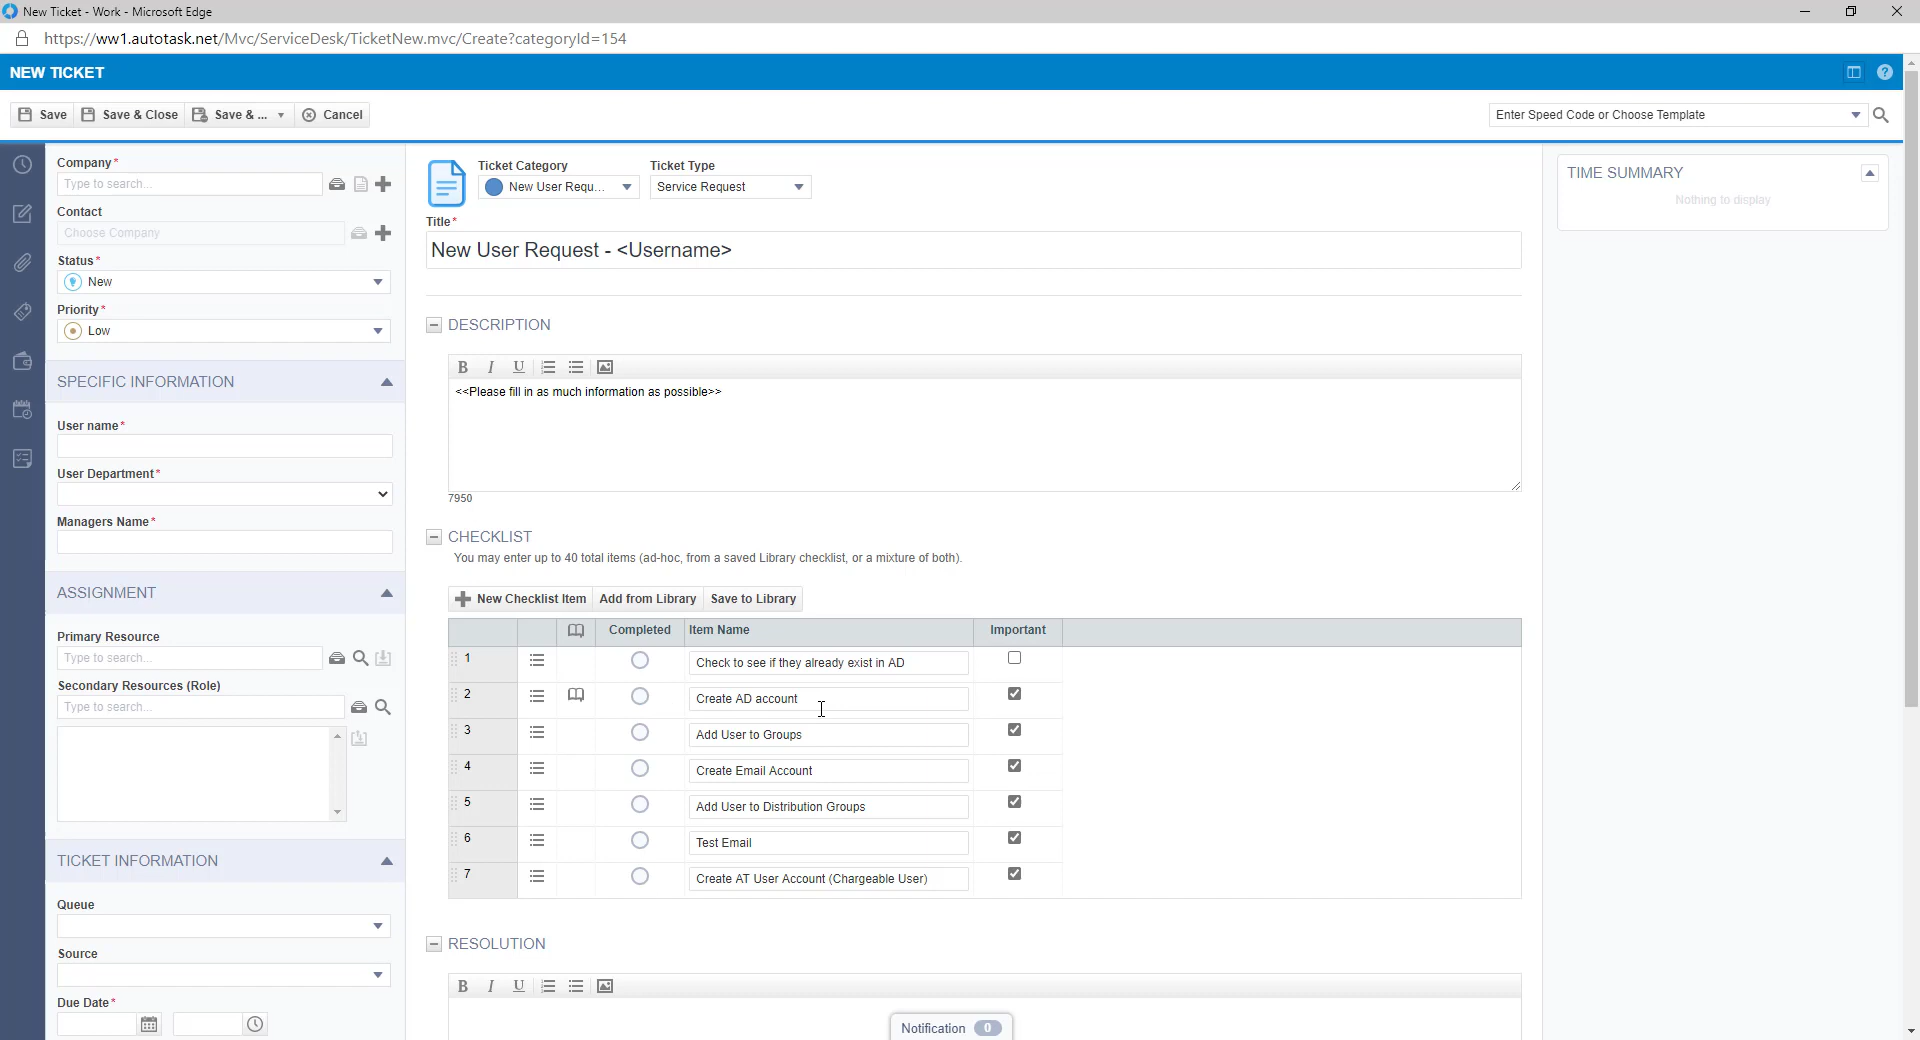 New Ticket - Work - Microsoft Edge
https://ww1.autotask.net/Mvc/ServiceDesk/TicketNew.mvc/Create?categoryId=154
NEW TICKET
Save
Save & Close
Save & ...
Cancel
Enter Speed Code or Choose Template
Company*
Type to search...
Contact
Choose Company
Status*
New
Priority*
Low
SPECIFIC INFORMATION
User name*
User Department*
Managers Name*
ASSIGNMENT
Primary Resource
Type to search...
Secondary Resources (Role)
Type to search...
TICKET INFORMATION
Queue
Source
Due Date*
Ticket Category
New User Requ...
Ticket Type
Service Request
Title*
New User Request - <Username>
DESCRIPTION
B I U
<<Please fill in as much information as possible>>
7950
CHECKLIST
You may enter up to 40 total items (ad-hoc, from a saved Library checklist, or a mixture of both).
New Checklist Item
Add from Library
Save to Library
Completed Item Name Important
1 Check to see if they already exist in AD
2 Create AD account
3 Add User to Groups
4 Create Email Account
5 Add User to Distribution Groups
6 Test Email
7 Create AT User Account (Chargeable User)
RESOLUTION
B I U
Notification 0
TIME SUMMARY
Nothing to display